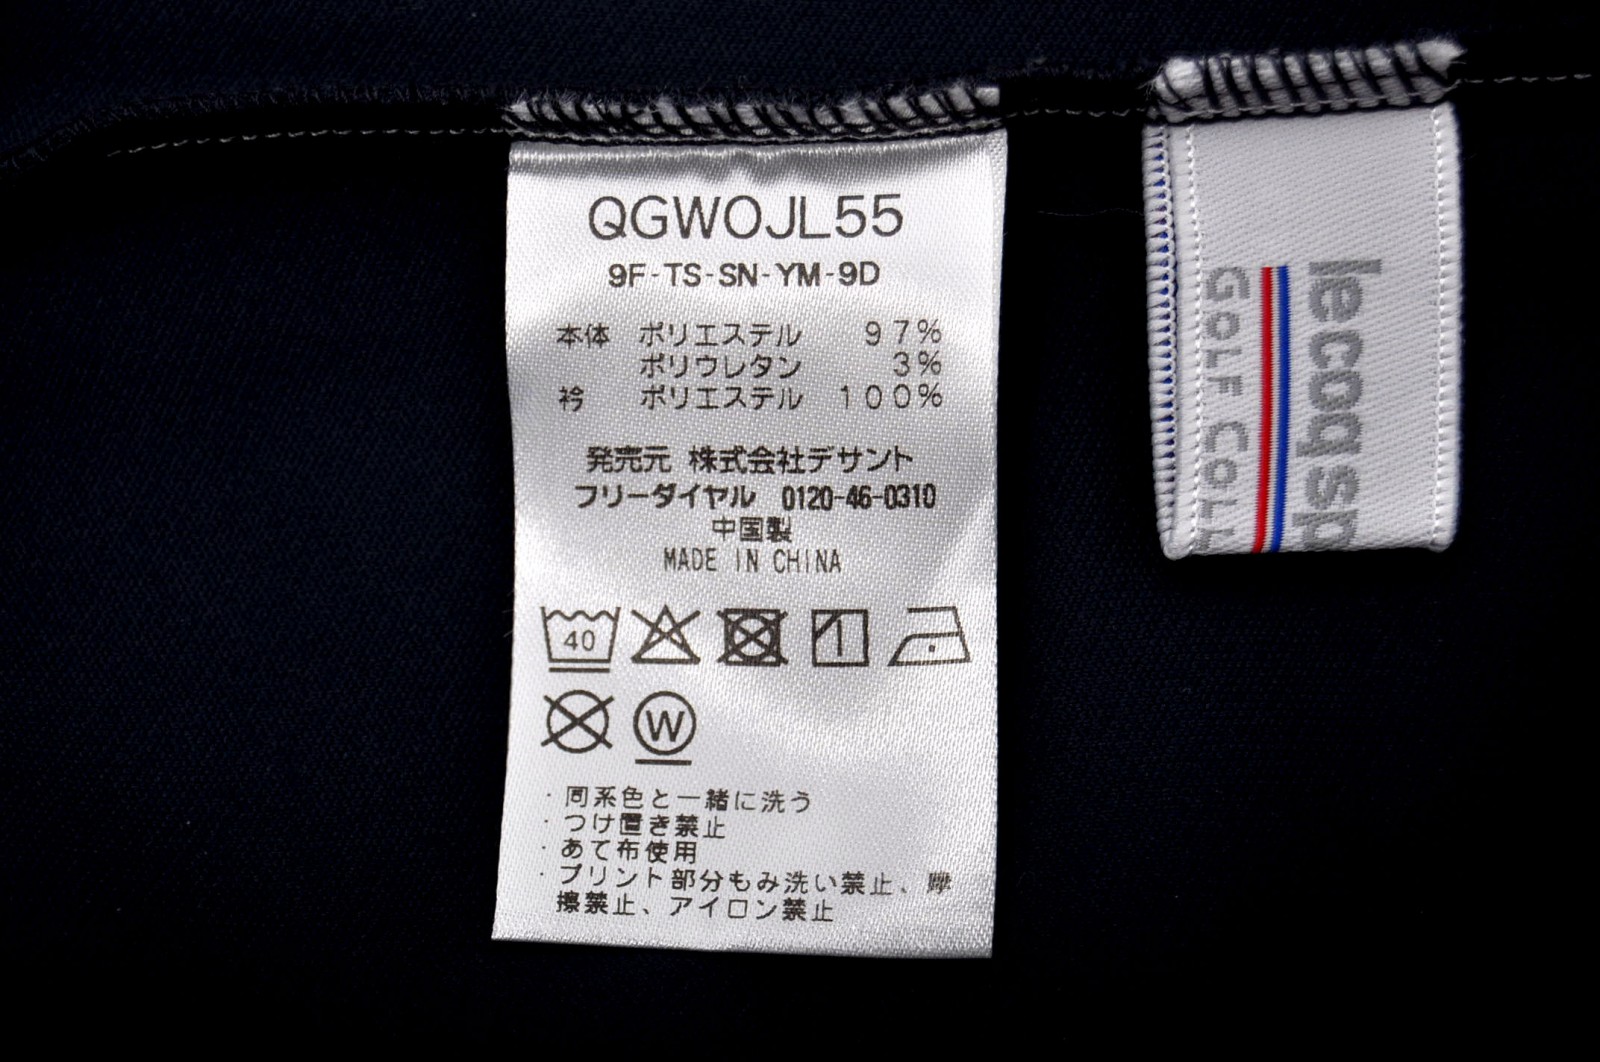 QGWOJL55
9F-TS-SN-YM-9D
本体 ポリエステル 97%
ポリウレタン 3%
衿 ポリエステル 100%
発売元 株式会社デサント
フリーダイヤル 0120-46-0310
中国製
MADE IN CHINA
40
1
W
・同系色と一緒に洗う
・つけ置き禁止
・あて布使用
・プリント部分もみ洗い禁止、摩
擦禁止、アイロン禁止
lecoqsp
GOLF COLL